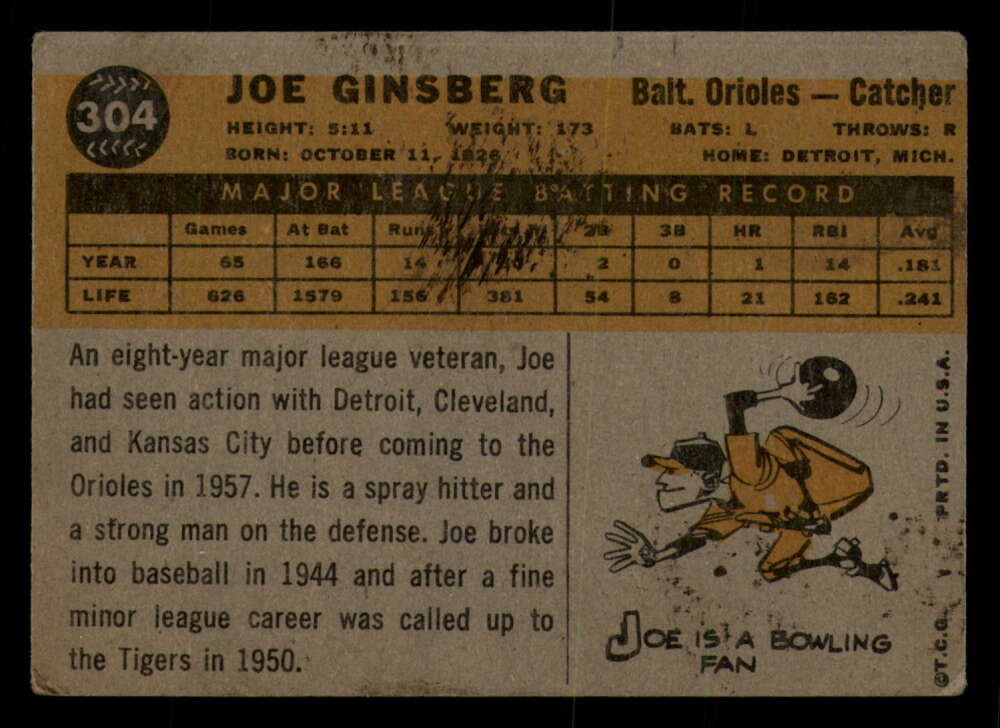 304
JOE GINSBERG
Balt. Orioles — Catcher
HEIGHT: 5:11 WEIGHT: 173 BATS: L THROWS: R
BORN: OCTOBER 11, 1926 HOME: DETROIT, MICH.
MAJOR LEAGUE BATTING RECORD
Games At Bat Runs 2B 3B HR RBI Avg
YEAR 65 166 14 2 0 1 14 .181
LIFE 626 1579 156 381 54 8 21 162 .241
An eight-year major league veteran, Joe
had seen action with Detroit, Cleveland,
and Kansas City before coming to the
Orioles in 1957. He is a spray hitter and
a strong man on the defense. Joe broke
into baseball in 1944 and after a fine
minor league career was called up to
the Tigers in 1950.
JOE IS A BOWLING
FAN
©T.C.G. Y PRTD. IN U.S.A.